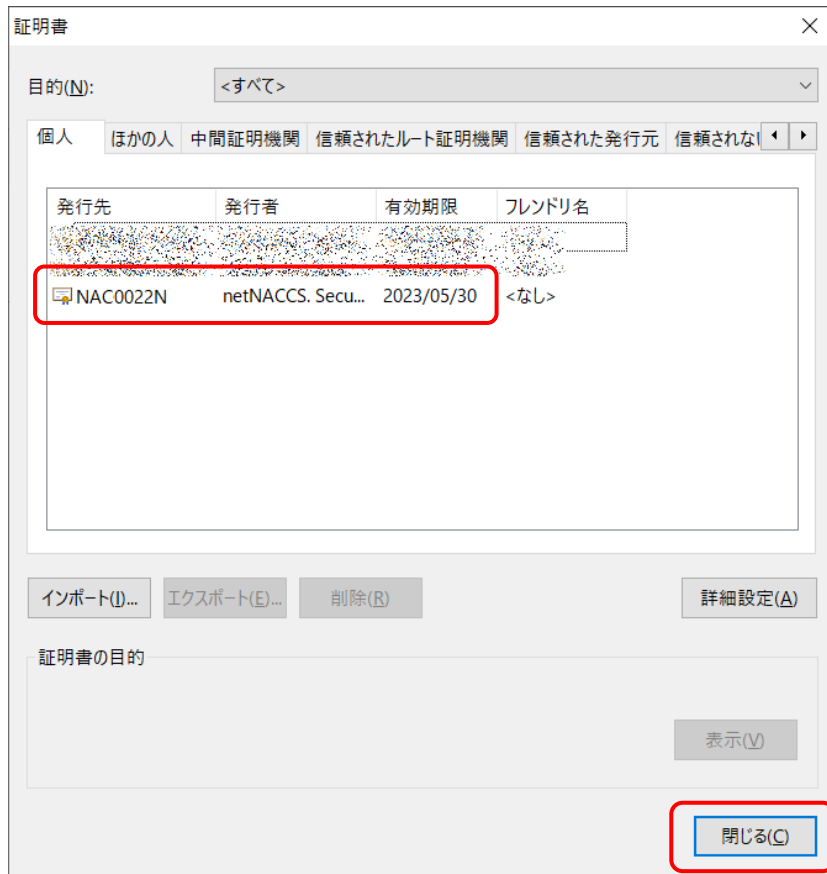 証明書
目的(N): <すべて>
個人 ほかの人 中間証明機関 信頼されたルート証明機関 信頼された発行元 信頼されない
発行先 発行者 有効期限 フレンドリ名
NAC0022N netNACCS. Secu... 2023/05/30 <なし>
インポート(I)... エクスポート(E)... 削除(R) 詳細設定(A)
証明書の目的
表示(V)
閉じる(C)